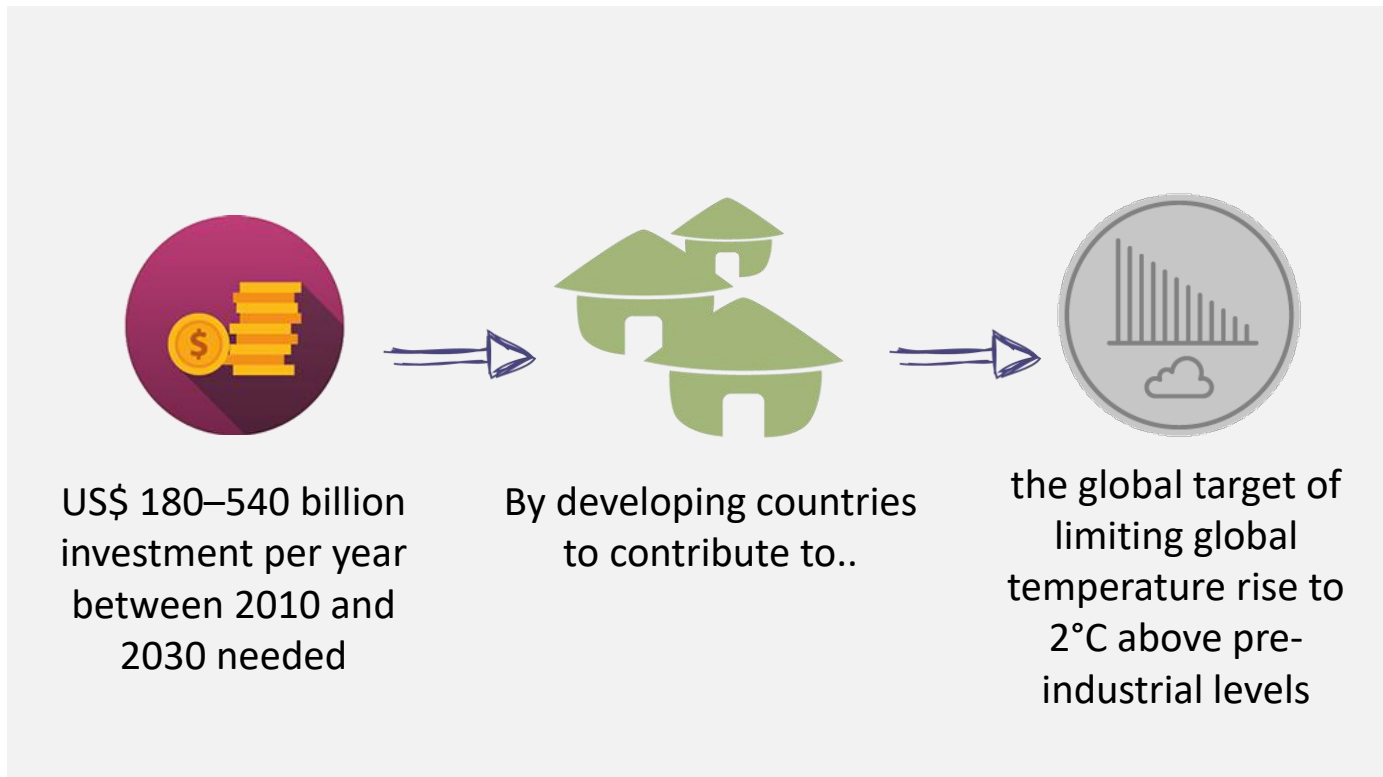 $
US$ 180–540 billion
investment per year
between 2010 and
2030 needed
By developing countries
to contribute to..
the global target of
limiting global
temperature rise to
2°C above pre-
industrial levels